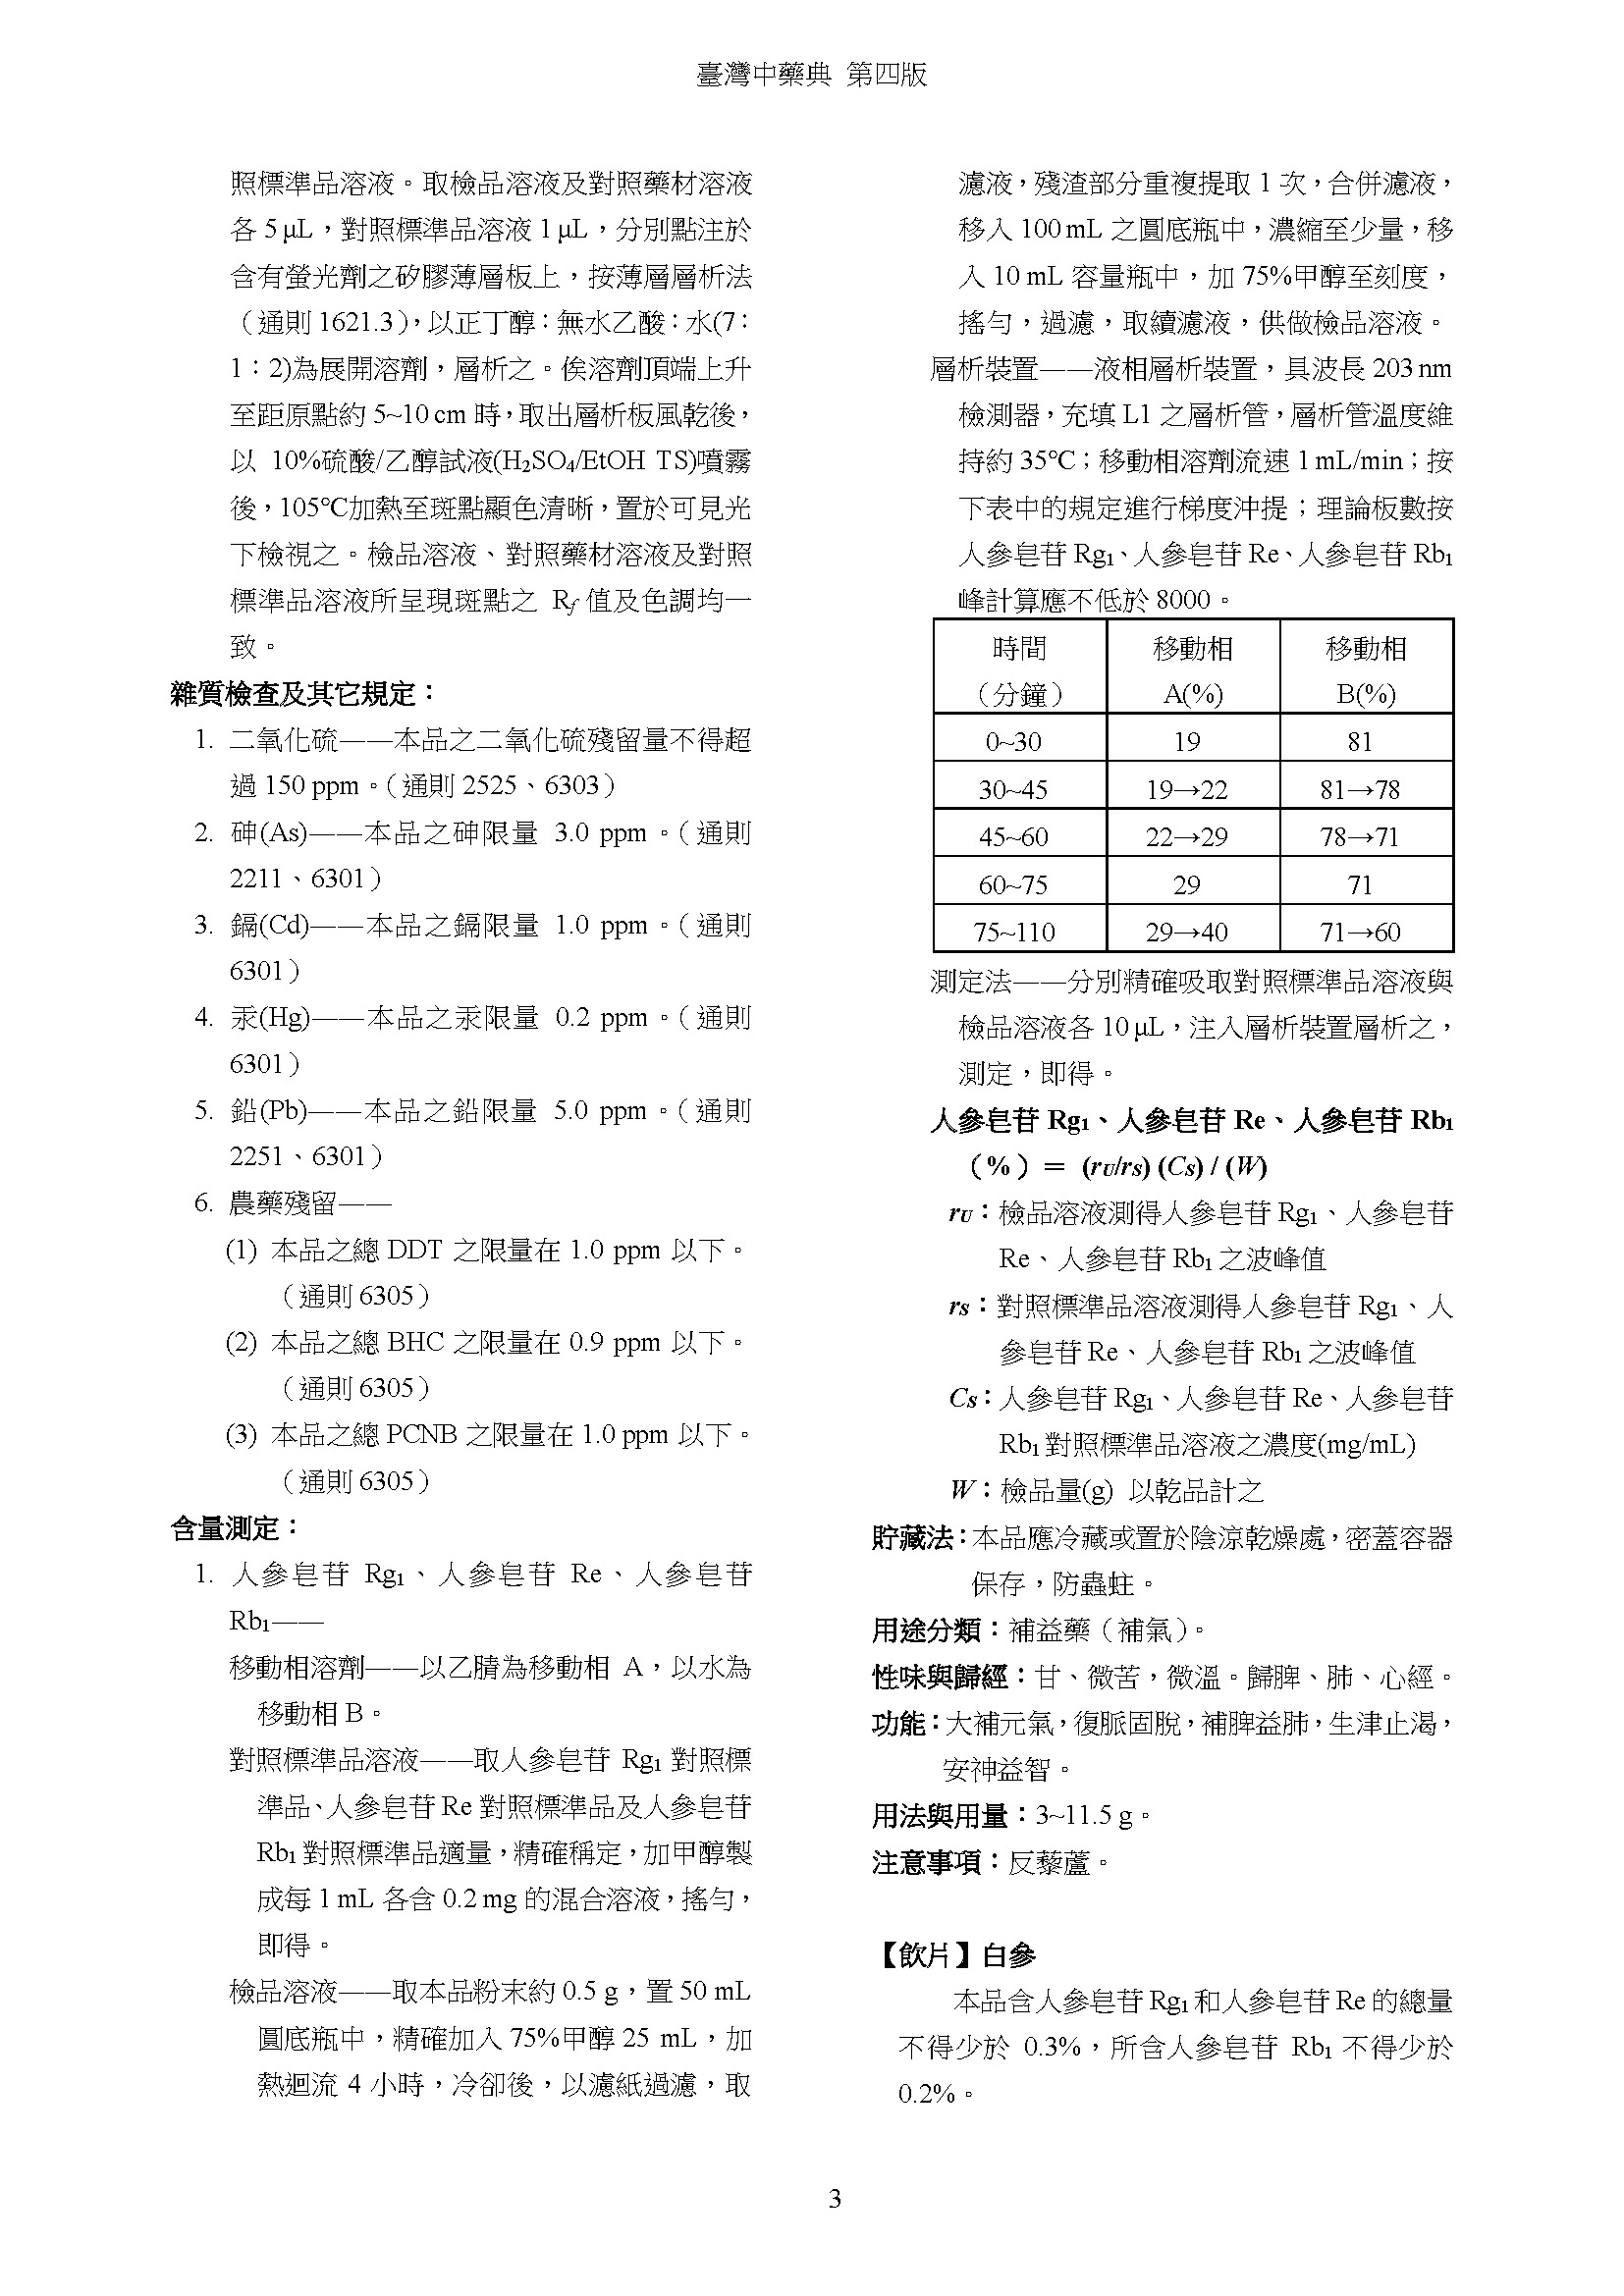 臺灣中藥典 第四版
照標準品溶液。取檢品溶液及對照藥材溶液
各 5 μL，對照標準品溶液 1 μL，分別點注於
含有螢光劑之矽膠薄層板上，按薄層層析法
（通則 1621.3），以正丁醇：無水乙酸：水(7：
1：2)為展開溶劑，層析之。俟溶劑頂端上升
至距原點約 5~10 cm 時，取出層析板風乾後，
以 10%硫酸/乙醇試液(H₂SO₄/EtOH TS)噴霧
後，105℃加熱至斑點顯色清晰，置於可見光
下檢視之。檢品溶液、對照藥材溶液及對照
標準品溶液所呈現斑點之 Rf 值及色調均一
致。
雜質檢查及其它規定：
1. 二氧化硫——本品之二氧化硫殘留量不得超
過 150 ppm。（通則 2525、6303）
2. 砷(As)——本品之砷限量 3.0 ppm。（通則
2211、6301）
3. 鎘(Cd)——本品之鎘限量 1.0 ppm。（通則
6301）
4. 汞(Hg)——本品之汞限量 0.2 ppm。（通則
6301）
5. 鉛(Pb)——本品之鉛限量 5.0 ppm。（通則
2251、6301）
6. 農藥殘留——
(1) 本品之總 DDT 之限量在 1.0 ppm 以下。
（通則 6305）
(2) 本品之總 BHC 之限量在 0.9 ppm 以下。
（通則 6305）
(3) 本品之總 PCNB 之限量在 1.0 ppm 以下。
（通則 6305）
含量測定：
1. 人參皂苷 Rg₁、人參皂苷 Re、人參皂苷
Rb₁——
移動相溶劑——以乙腈為移動相 A，以水為
移動相 B。
對照標準品溶液——取人參皂苷 Rg₁ 對照標
準品、人參皂苷 Re 對照標準品及人參皂苷
Rb₁ 對照標準品適量，精確稱定，加甲醇製
成每 1 mL 各含 0.2 mg 的混合溶液，搖勻，
即得。
檢品溶液——取本品粉末約 0.5 g，置 50 mL
圓底瓶中，精確加入 75%甲醇 25 mL，加
熱迴流 4 小時，冷卻後，以濾紙過濾，取
濾液，殘渣部分重複提取 1 次，合併濾液，
移入 100 mL 之圓底瓶中，濃縮至少量，移
入 10 mL 容量瓶中，加 75%甲醇至刻度，
搖勻，過濾，取續濾液，供做檢品溶液。
層析裝置——液相層析裝置，具波長 203 nm
檢測器，充填 L1 之層析管，層析管溫度維
持約 35℃；移動相溶劑流速 1 mL/min；按
下表中的規定進行梯度沖提；理論板數按
人參皂苷 Rg₁、人參皂苷 Re、人參皂苷 Rb₁
峰計算應不低於 8000。
時間（分鐘） 移動相A(%) 移動相B(%)
0~30 19 81
30~45 19→22 81→78
45~60 22→29 78→71
60~75 29 71
75~110 29→40 71→60
測定法——分別精確吸取對照標準品溶液與
檢品溶液各 10 μL，注入層析裝置層析之，
測定，即得。
人參皂苷 Rg₁、人參皂苷 Re、人參皂苷 Rb₁
（%）＝ (rU/rS) (CS) / (W)
rU：檢品溶液測得人參皂苷 Rg₁、人參皂苷
Re、人參皂苷 Rb₁ 之波峰值
rS：對照標準品溶液測得人參皂苷 Rg₁、人
參皂苷 Re、人參皂苷 Rb₁ 之波峰值
CS：人參皂苷 Rg₁、人參皂苷 Re、人參皂苷
Rb₁ 對照標準品溶液之濃度(mg/mL)
W：檢品量(g) 以乾品計之
貯藏法：本品應冷藏或置於陰涼乾燥處，密蓋容器
保存，防蟲蛀。
用途分類：補益藥（補氣）。
性味與歸經：甘、微苦，微溫。歸脾、肺、心經。
功能：大補元氣，復脈固脫，補脾益肺，生津止渴，
安神益智。
用法與用量：3~11.5 g。
注意事項：反藜蘆。
【飲片】白參
本品含人參皂苷 Rg₁ 和人參皂苷 Re 的總量
不得少於 0.3%，所含人參皂苷 Rb₁ 不得少於
0.2%。
3